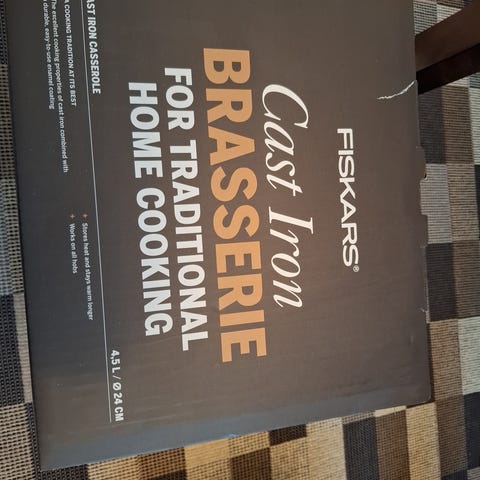 FISKARS®
Cast Iron
BRASSERIE
FOR TRADITIONAL
HOME COOKING
4,5 L / Ø 24 CM
AST IRON CASSEROLE
A COOKING TRADITION AT ITS BEST
The excellent cooking properties of cast iron combined with
durable, easy-to-use enamel coating
+ Stores heat and stays warm longer
+ Works on all hobs